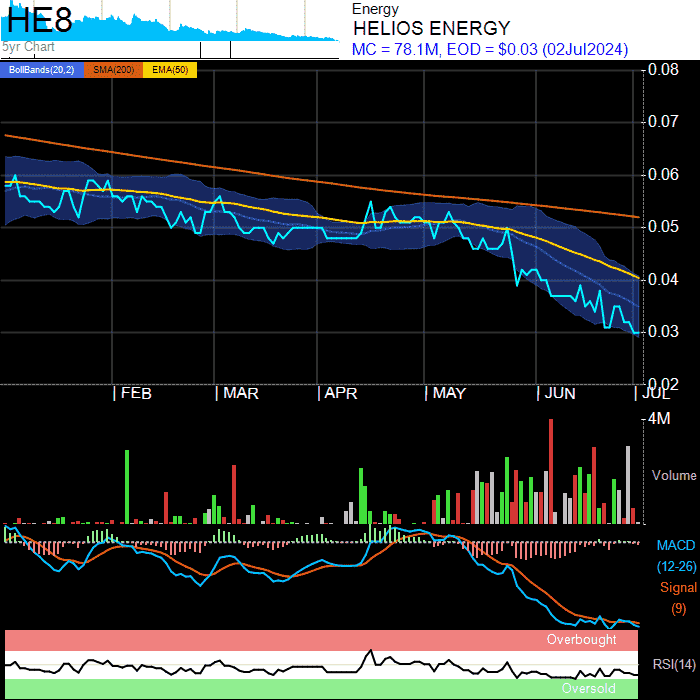 HE8
5yr Chart
Energy
HELIOS ENERGY
MC = 78.1M, EOD = $0.03 (02Jul2024)
BollBands(20,2) SMA(200) EMA(50)
0.08
0.07
0.06
0.05
0.04
0.03
0.02
FEB MAR APR MAY JUN JUL
4M
Volume
MACD
(12-26)
Signal
(9)
Overbought
RSI(14)
Oversold